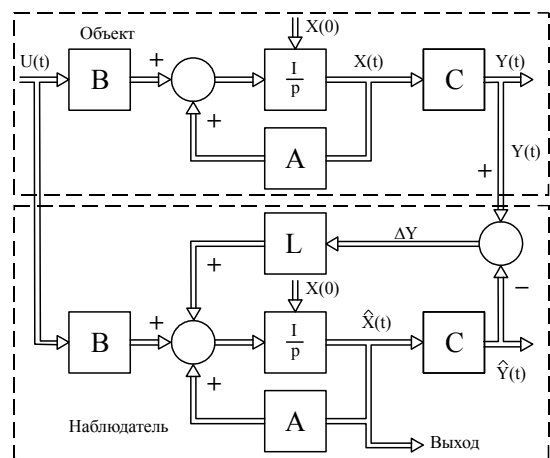 Объект
X(0)
U(t)
B
+
I
p
X(t)
C
Y(t)
+
A
+
Y(t)
L
ΔY
+
X(0)
−
B
+
I
p
X̂(t)
C
Ŷ(t)
+
A
Наблюдатель
Выход